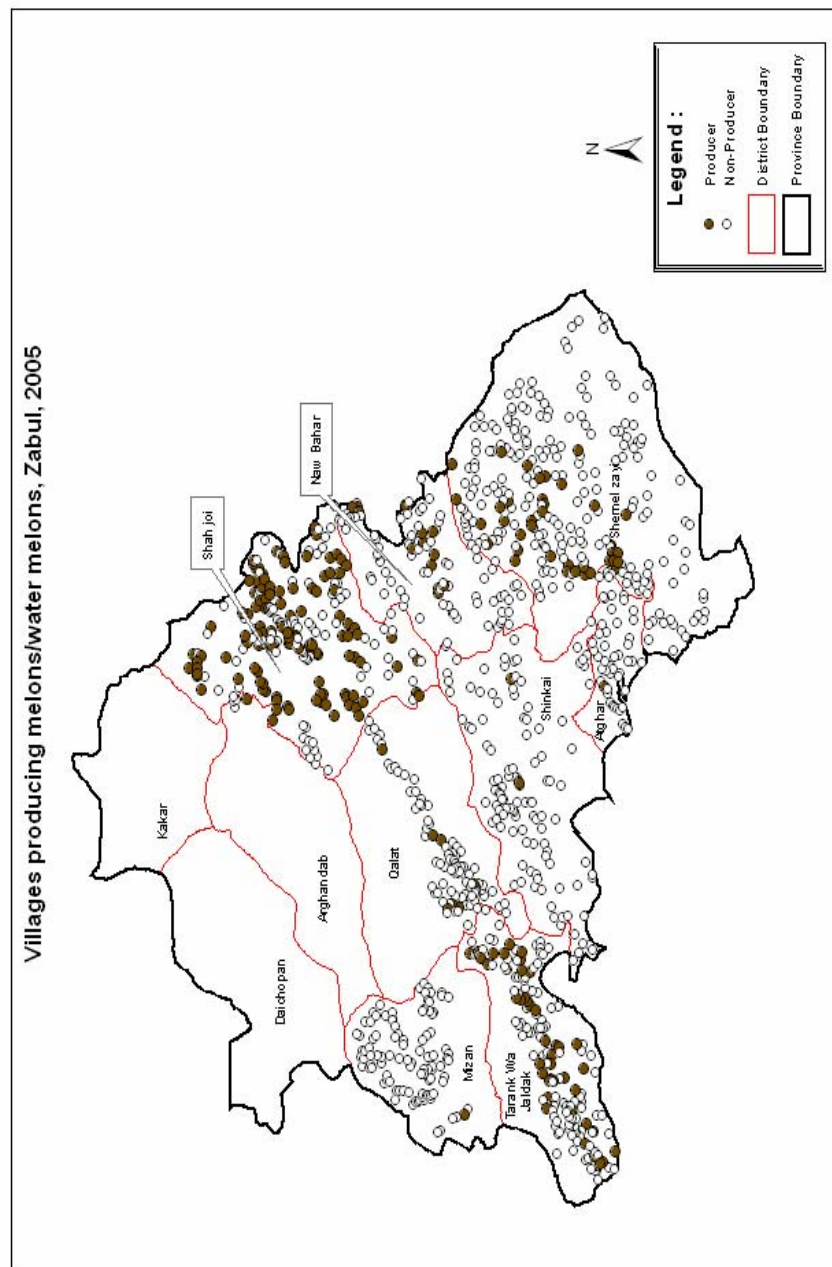 Villages producing melons/water melons, Zabul, 2005
Kakar
Daichopan
Shah joi
Arghandab
Naw Bahar
Qalat
Mizan
Shinkai
Tarank Wa
Jaldak
Atghar
Shemel zayi
N
Legend :
Producer
Non-Producer
District Boundary
Province Boundary